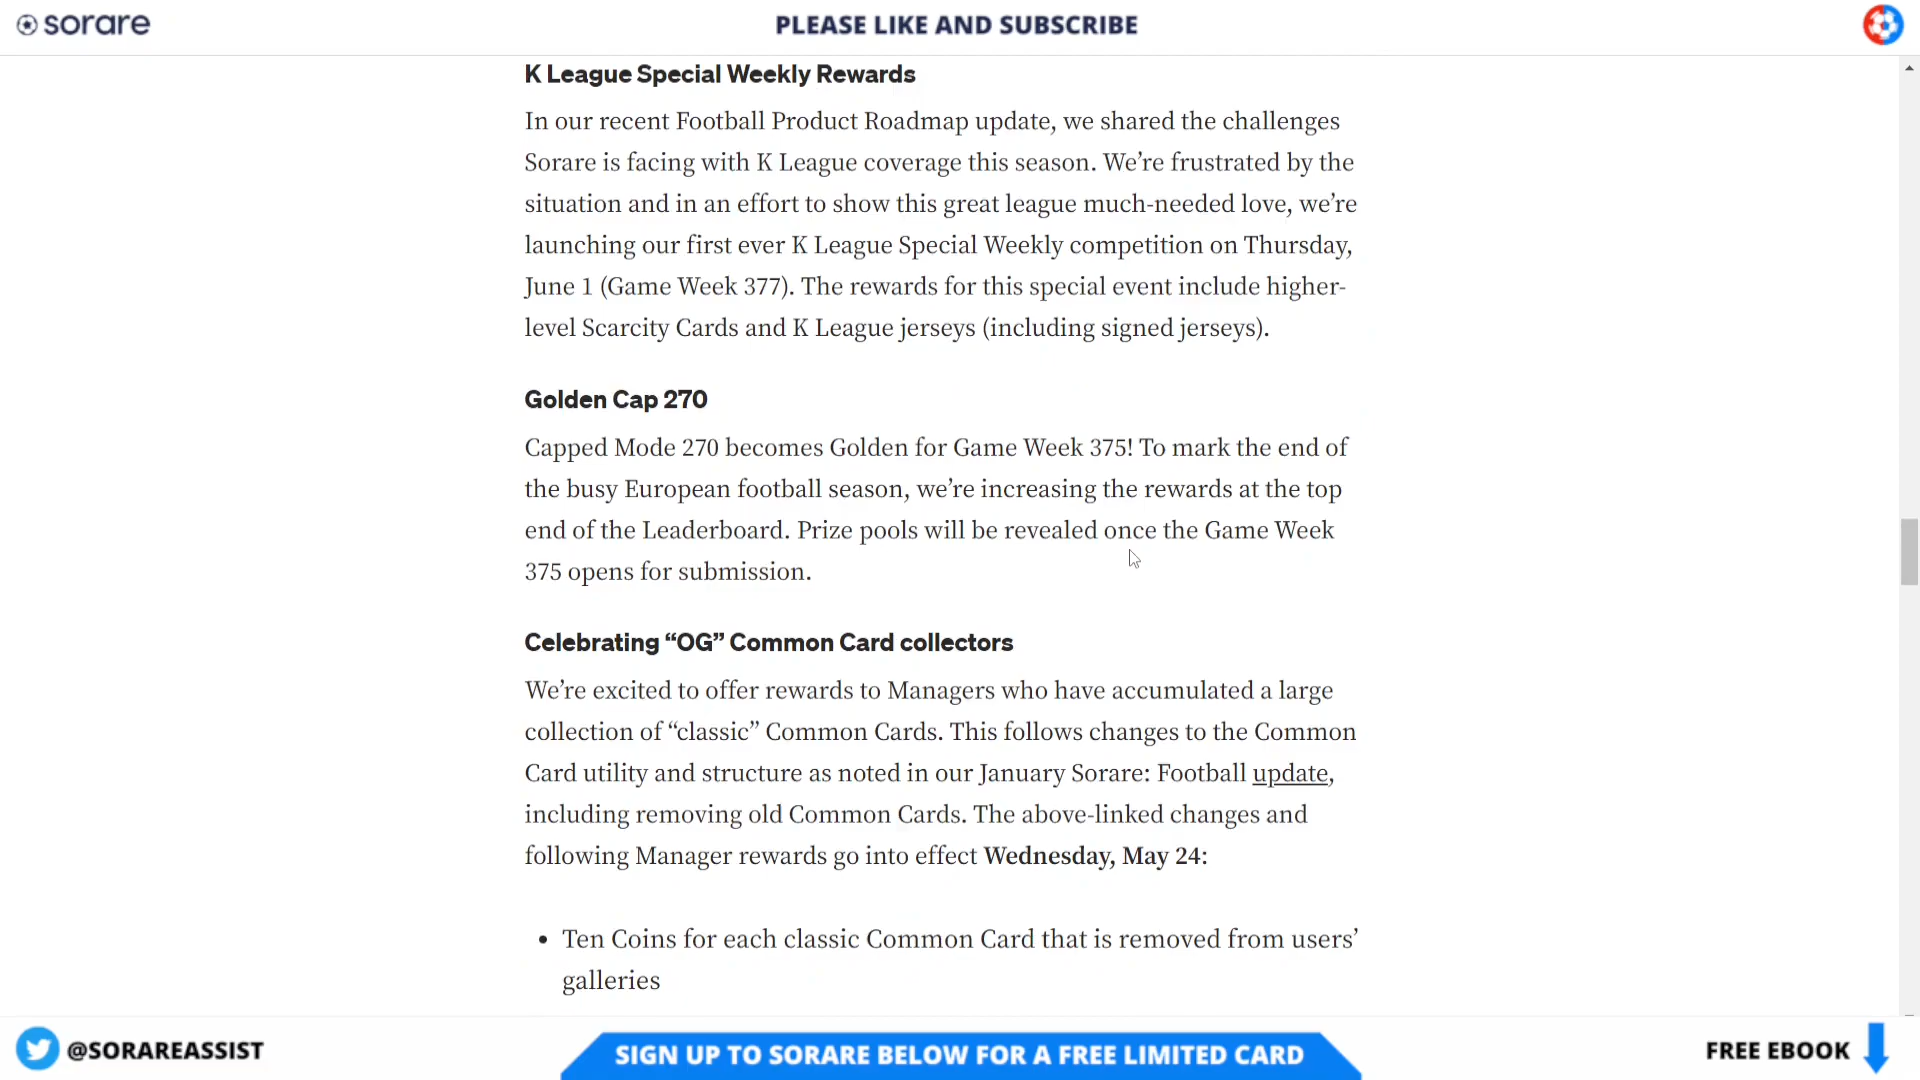 sorare
PLEASE LIKE AND SUBSCRIBE
K League Special Weekly Rewards
In our recent Football Product Roadmap update, we shared the challenges
Sorare is facing with K League coverage this season. We’re frustrated by the
situation and in an effort to show this great league much-needed love, we’re
launching our first ever K League Special Weekly competition on Thursday,
June 1 (Game Week 377). The rewards for this special event include higher-
level Scarcity Cards and K League jerseys (including signed jerseys).
Golden Cap 270
Capped Mode 270 becomes Golden for Game Week 375! To mark the end of
the busy European football season, we’re increasing the rewards at the top
end of the Leaderboard. Prize pools will be revealed once the Game Week
375 opens for submission.
Celebrating “OG” Common Card collectors
We’re excited to offer rewards to Managers who have accumulated a large
collection of “classic” Common Cards. This follows changes to the Common
Card utility and structure as noted in our January Sorare: Football update,
including removing old Common Cards. The above-linked changes and
following Manager rewards go into effect Wednesday, May 24:
• Ten Coins for each classic Common Card that is removed from users’
galleries
@SORAREASSIST
SIGN UP TO SORARE BELOW FOR A FREE LIMITED CARD
FREE EBOOK